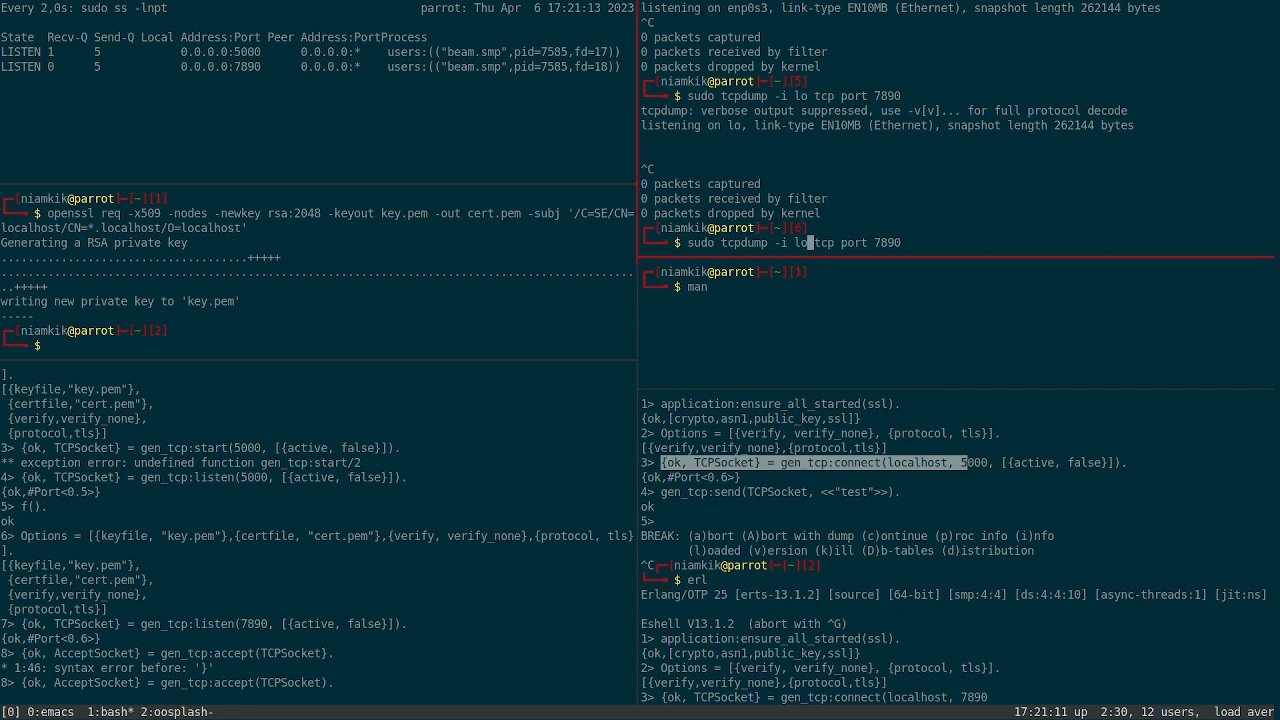 Every 2,0s: sudo ss -lnpt parrot: Thu Apr  6 17:21:13 2023
State  Recv-Q Send-Q Local Address:Port Peer Address:PortProcess
LISTEN 1      5            0.0.0.0:5000      0.0.0.0:*    users:(("beam.smp",pid=7585,fd=17))
LISTEN 0      5            0.0.0.0:7890      0.0.0.0:*    users:(("beam.smp",pid=7585,fd=18))
┌─[niamkik@parrot]─[~][1]
└──╼ $ openssl req -x509 -nodes -newkey rsa:2048 -keyout key.pem -out cert.pem -subj '/C=SE/CN=
localhost/CN=*.localhost/O=localhost'
Generating a RSA private key
......................................+++++
................................................................................................
..+++++
writing new private key to 'key.pem'
-----
┌─[niamkik@parrot]─[~][2]
└──╼ $
].
[{keyfile,"key.pem"},
 {certfile,"cert.pem"},
 {verify,verify_none},
 {protocol,tls}]
3> {ok, TCPSocket} = gen_tcp:start(5000, [{active, false}]).
** exception error: undefined function gen_tcp:start/2
4> {ok, TCPSocket} = gen_tcp:listen(5000, [{active, false}]).
{ok,#Port<0.5>}
5> f().
ok
6> Options = [{keyfile, "key.pem"},{certfile, "cert.pem"},{verify, verify_none},{protocol, tls}
].
[{keyfile,"key.pem"},
 {certfile,"cert.pem"},
 {verify,verify_none},
 {protocol,tls}]
7> {ok, TCPSocket} = gen_tcp:listen(7890, [{active, false}]).
{ok,#Port<0.6>}
8> {ok, AcceptSocket} = gen_tcp:accept(TCPSocket}.
* 1:46: syntax error before: '}'
8> {ok, AcceptSocket} = gen_tcp:accept(TCPSocket).
listening on enp0s3, link-type EN10MB (Ethernet), snapshot length 262144 bytes
^C
0 packets captured
0 packets received by filter
0 packets dropped by kernel
┌─[niamkik@parrot]─[~][5]
└──╼ $ sudo tcpdump -i lo tcp port 7890
tcpdump: verbose output suppressed, use -v[v]... for full protocol decode
listening on lo, link-type EN10MB (Ethernet), snapshot length 262144 bytes
^C
0 packets captured
0 packets received by filter
0 packets dropped by kernel
┌─[niamkik@parrot]─[~][6]
└──╼ $ sudo tcpdump -i lo tcp port 7890
┌─[niamkik@parrot]─[~][1]
└──╼ $ man
1> application:ensure_all_started(ssl).
{ok,[crypto,asn1,public_key,ssl]}
2> Options = [{verify, verify_none}, {protocol, tls}].
[{verify,verify_none},{protocol,tls}]
3> {ok, TCPSocket} = gen_tcp:connect(localhost, 5000, [{active, false}]).
{ok,#Port<0.6>}
4> gen_tcp:send(TCPSocket, <<"test">>).
ok
5>
BREAK: (a)bort (A)bort with dump (c)ontinue (p)roc info (i)nfo
       (l)oaded (v)ersion (k)ill (D)b-tables (d)istribution
^C┌─[niamkik@parrot]─[~][2]
└──╼ $ erl
Erlang/OTP 25 [erts-13.1.2] [source] [64-bit] [smp:4:4] [ds:4:4:10] [async-threads:1] [jit:ns]
Eshell V13.1.2  (abort with ^G)
1> application:ensure_all_started(ssl).
{ok,[crypto,asn1,public_key,ssl]}
2> Options = [{verify, verify_none}, {protocol, tls}].
[{verify,verify_none},{protocol,tls}]
3> {ok, TCPSocket} = gen_tcp:connect(localhost, 7890
[0] 0:emacs  1:bash* 2:oosplash- 17:21:11 up  2:30, 12 users,  load aver